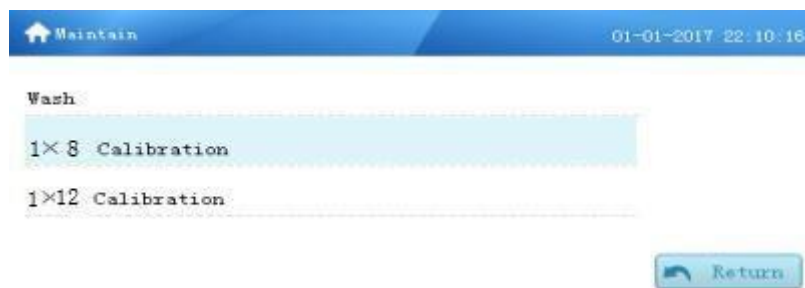 Maintain
01-01-2017 22:10:16
Wash
1×8 Calibration
1×12 Calibration
Return